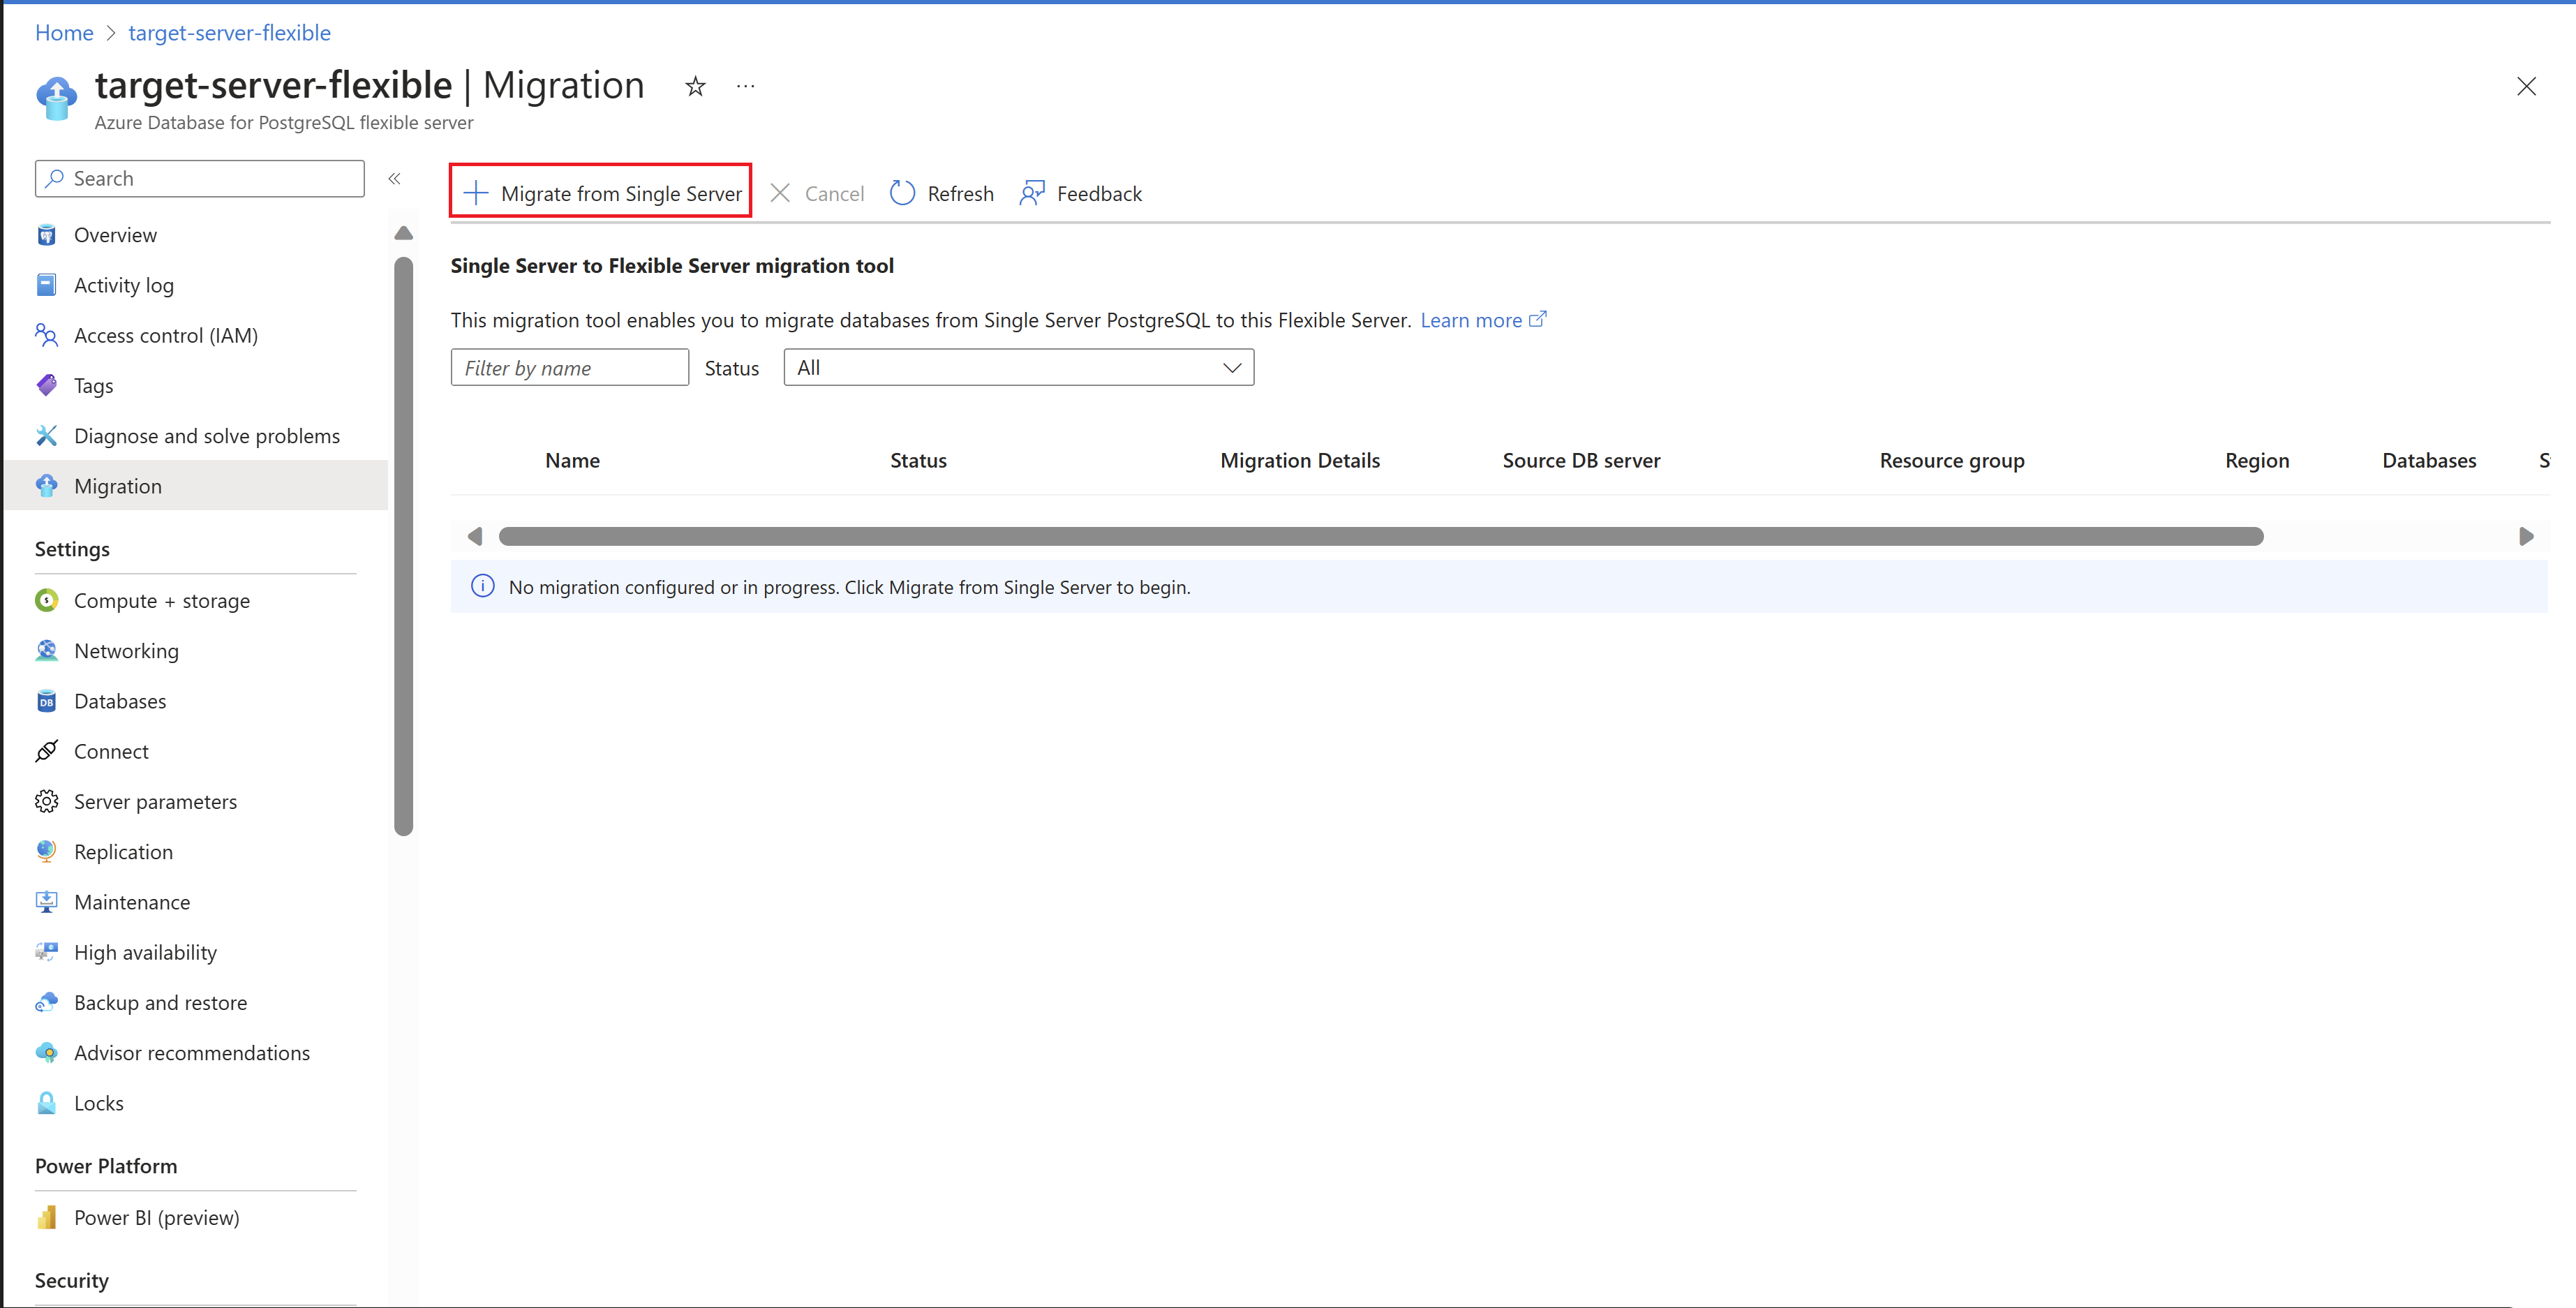 Home > target-server-flexible
target-server-flexible | Migration
Azure Database for PostgreSQL flexible server
Search
Overview
Activity log
Access control (IAM)
Tags
Diagnose and solve problems
Migration
Settings
Compute + storage
Networking
Databases
Connect
Server parameters
Replication
Maintenance
High availability
Backup and restore
Advisor recommendations
Locks
Power Platform
Power BI (preview)
Security
Migrate from Single Server Cancel Refresh Feedback
Single Server to Flexible Server migration tool
This migration tool enables you to migrate databases from Single Server PostgreSQL to this Flexible Server. Learn more
Filter by name Status All
Name Status Migration Details Source DB server Resource group Region Databases
No migration configured or in progress. Click Migrate from Single Server to begin.